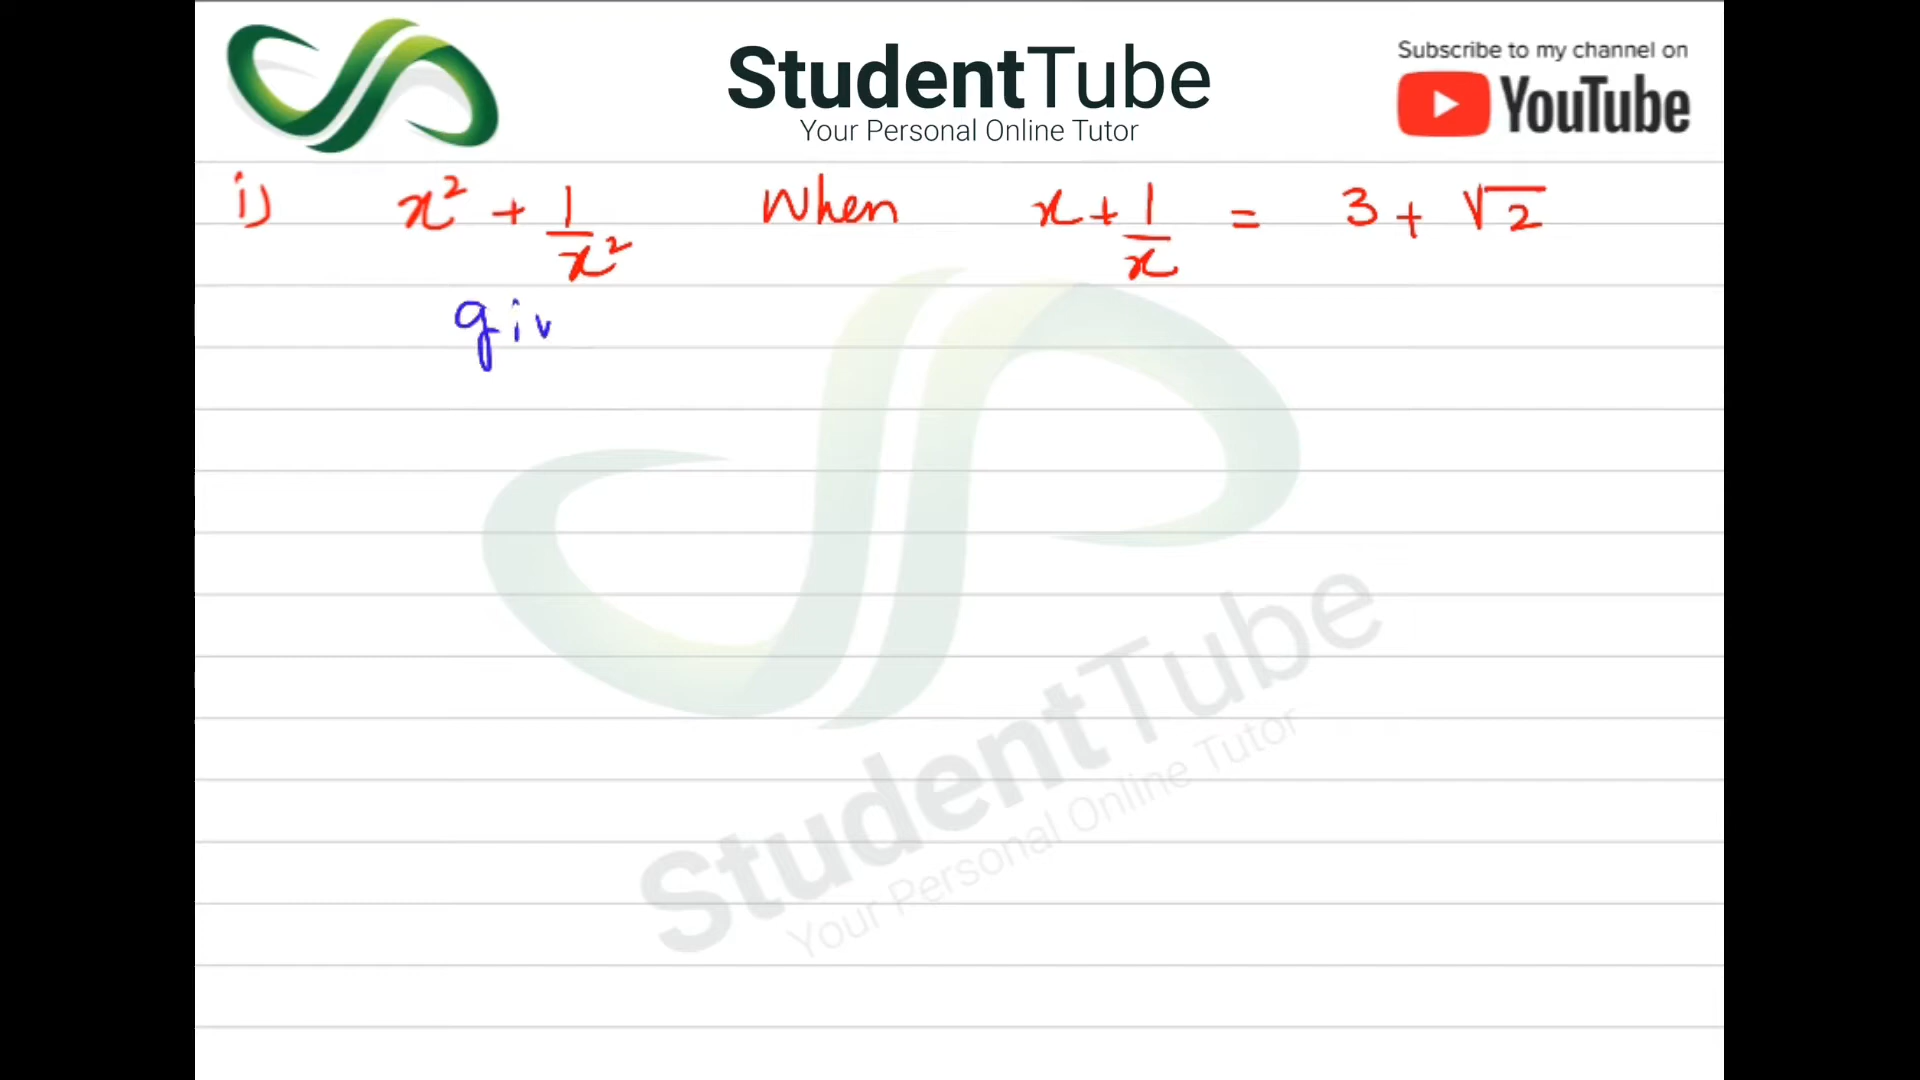 StudentTube
Your Personal Online Tutor
Subscribe to my channel on
YouTube
i) x² + 1/x² When x + 1/x = 3 + √2
giv
StudentTube
Your Personal Online Tutor